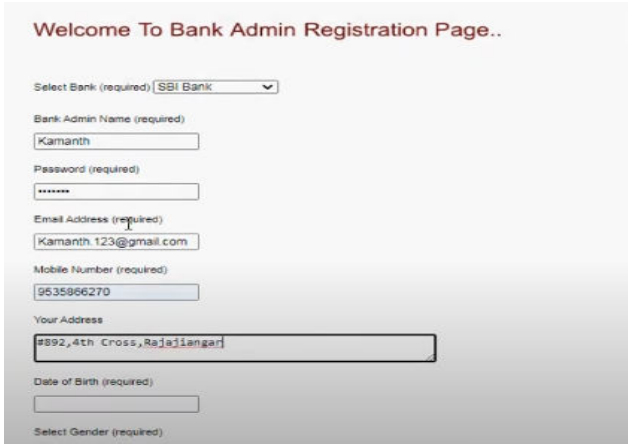 Welcome To Bank Admin Registration Page..
Select Bank (required) SBI Bank
Bank Admin Name (required)
Kamanth
Password (required)
•••••••
Email Address (required)
Kamanth.123@gmail.com
Mobile Number (required)
9535866270
Your Address
#892,4th Cross,Rajajiangar
Date of Birth (required)
Select Gender (required)